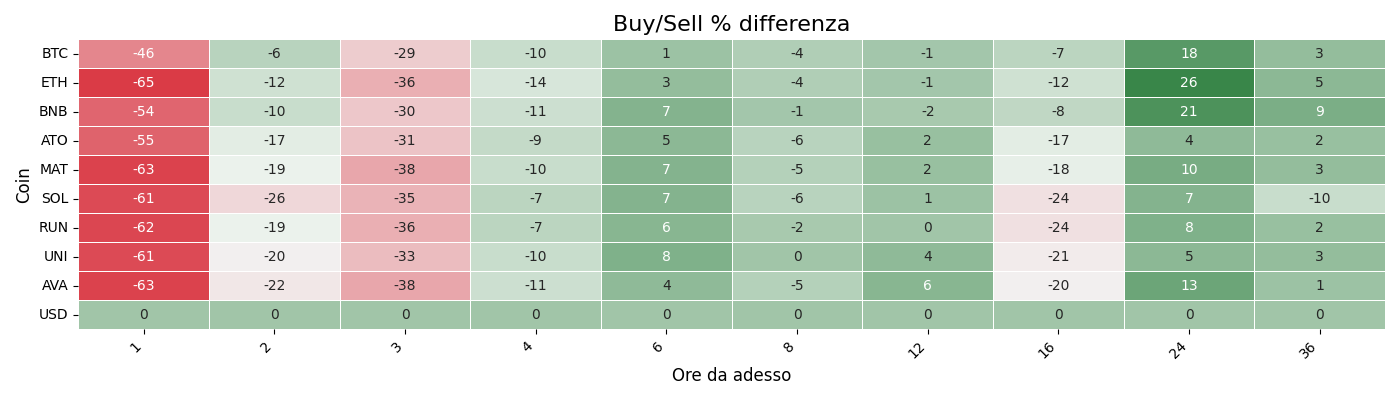 Buy/Sell % differenza
Coin
BTC -46 -6 -29 -10 1 -4 -1 -7 18 3
ETH -65 -12 -36 -14 3 -4 -1 -12 26 5
BNB -54 -10 -30 -11 7 -1 -2 -8 21 9
ATO -55 -17 -31 -9 5 -6 2 -17 4 2
MAT -63 -19 -38 -10 7 -5 2 -18 10 3
SOL -61 -26 -35 -7 7 -6 1 -24 7 -10
RUN -62 -19 -36 -7 6 -2 0 -24 8 2
UNI -61 -20 -33 -10 8 0 4 -21 5 3
AVA -63 -22 -38 -11 4 -5 6 -20 13 1
USD 0 0 0 0 0 0 0 0 0 0
1 2 3 4 6 8 12 16 24 36
Ore da adesso